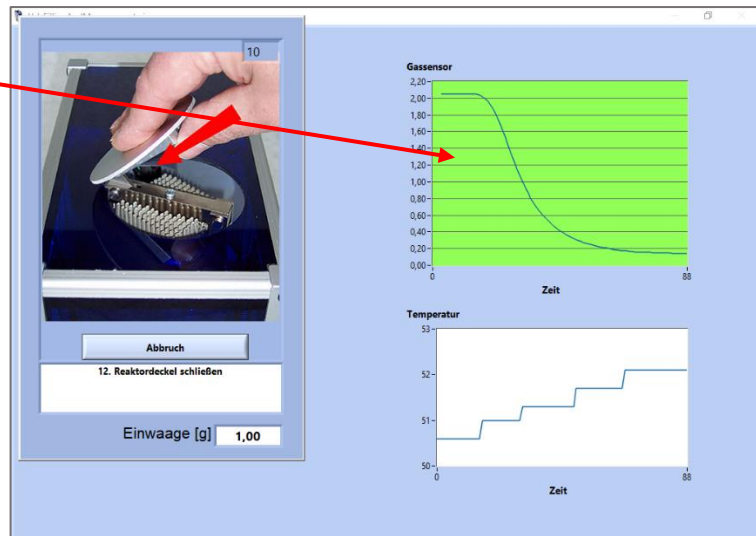 10
Abbruch
12. Reaktordeckel schließen
Einwaage [g] 1,00
Gassensor
2,20
2,00
1,80
1,60
1,40
1,20
1,00
0,80
0,60
0,40
0,20
0,00
0 88
Zeit
Temperatur
53
52
51
50
0 88
Zeit